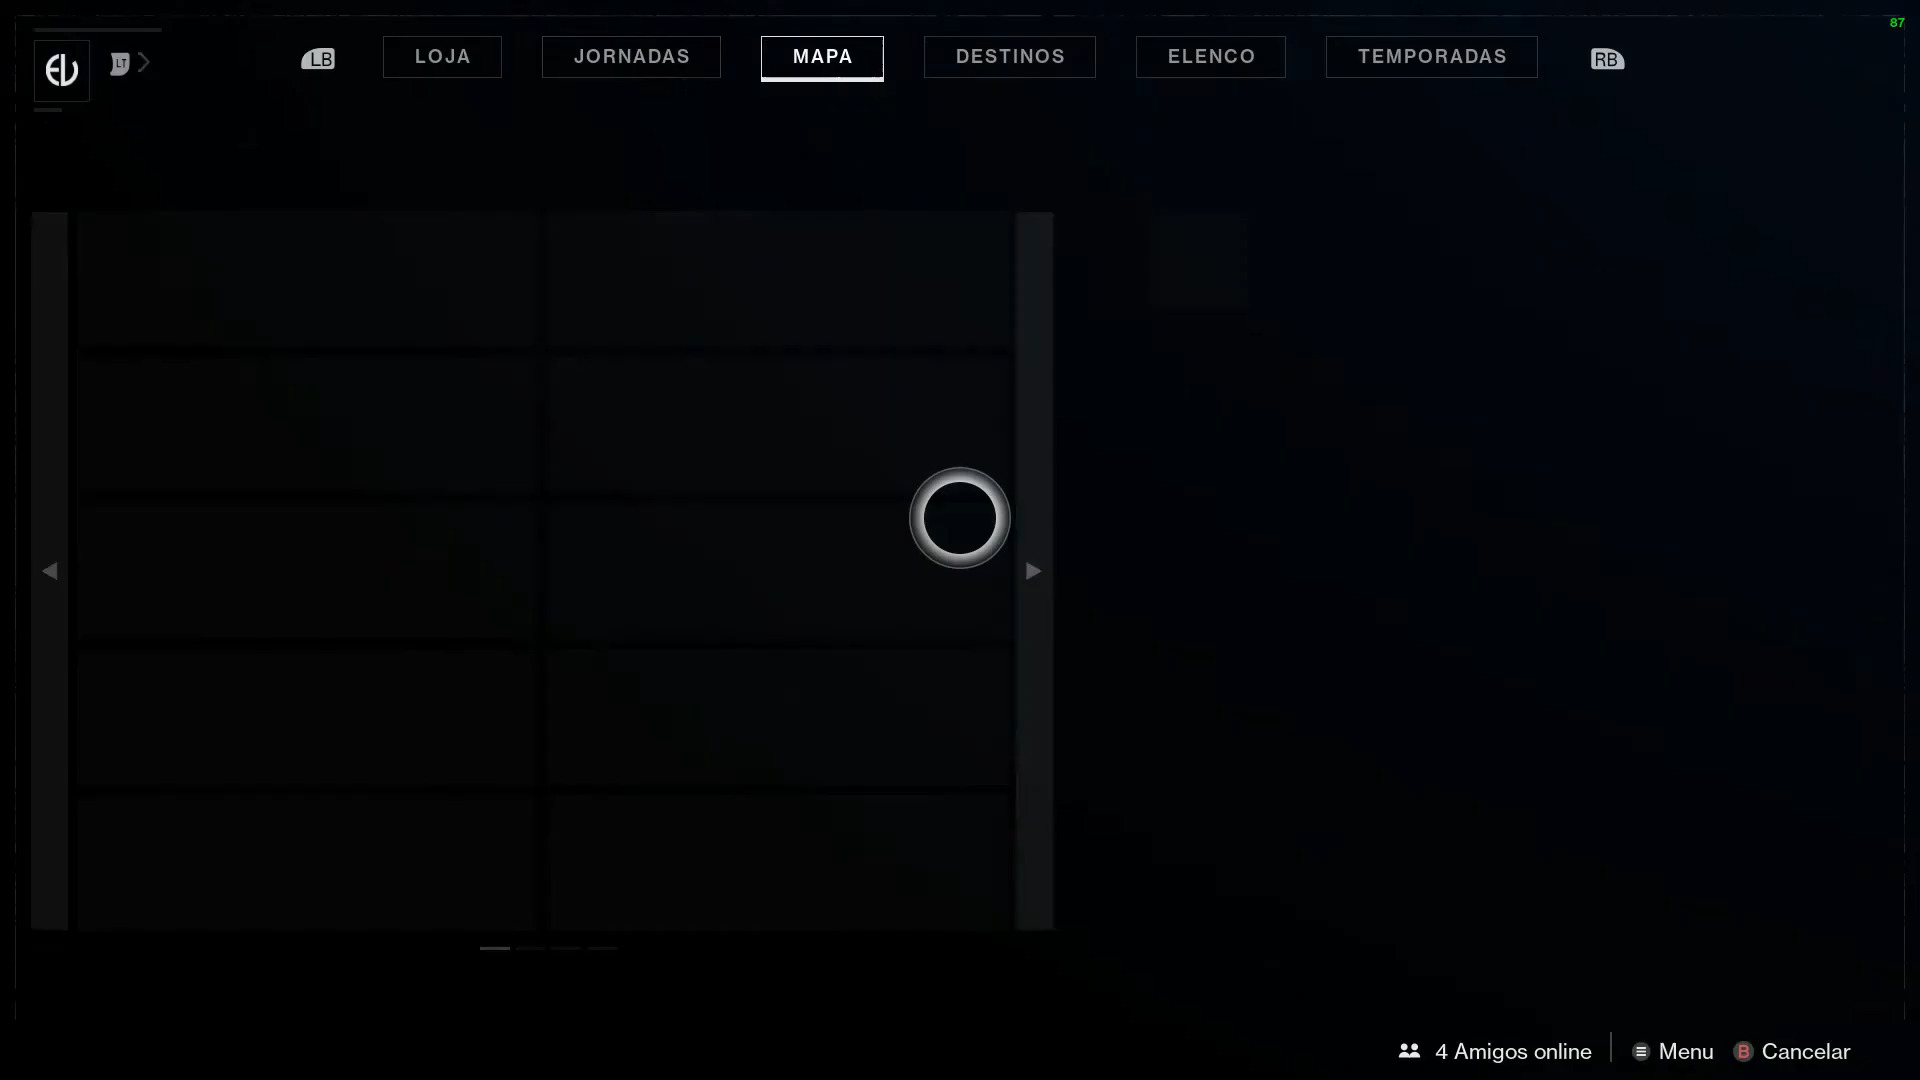 87
LT
LB
LOJA
JORNADAS
MAPA
DESTINOS
ELENCO
TEMPORADAS
RB
4 Amigos online
Menu
B Cancelar